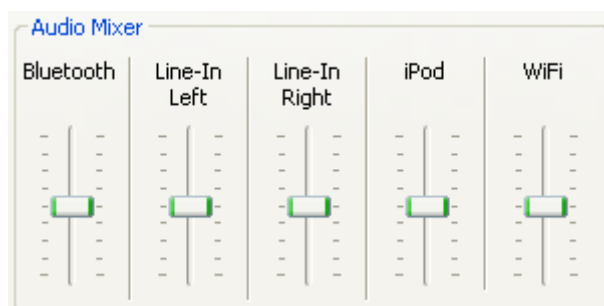 Audio Mixer
Bluetooth
Line-In
Left
Line-In
Right
iPod
WiFi